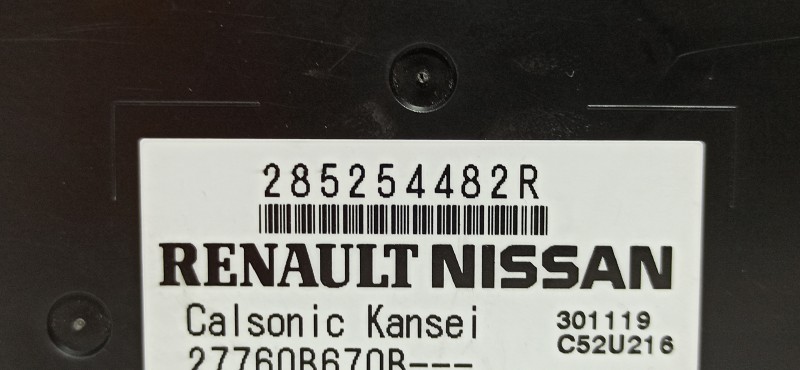 285254482R
RENAULT NISSAN
Calsonic Kansei
301119
C52U216